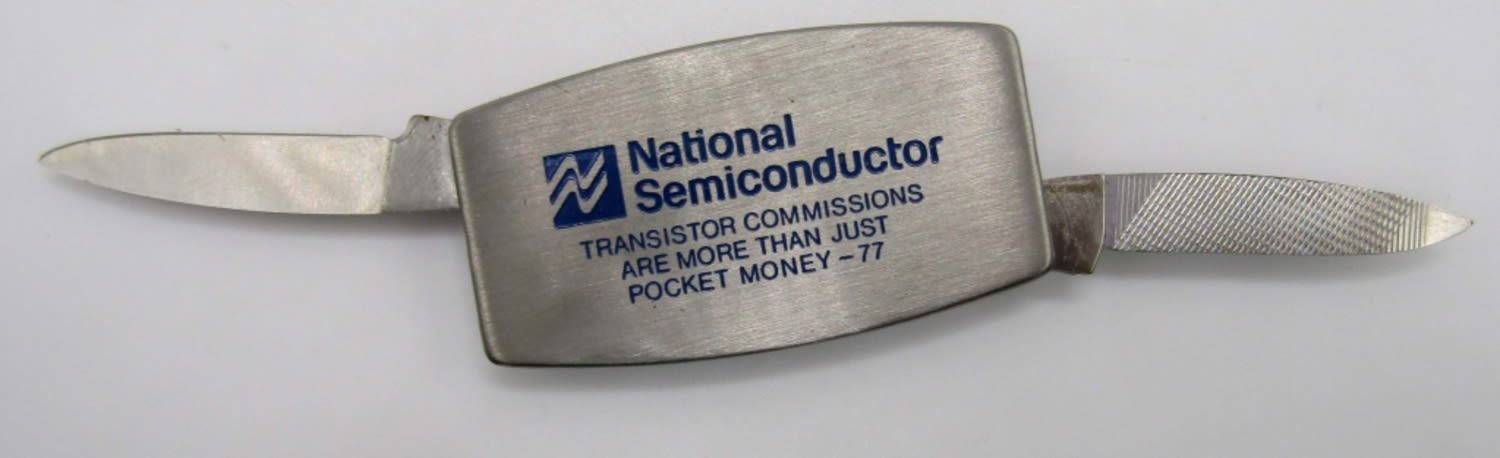 National
Semiconductor
TRANSISTOR COMMISSIONS
ARE MORE THAN JUST
POCKET MONEY – 77